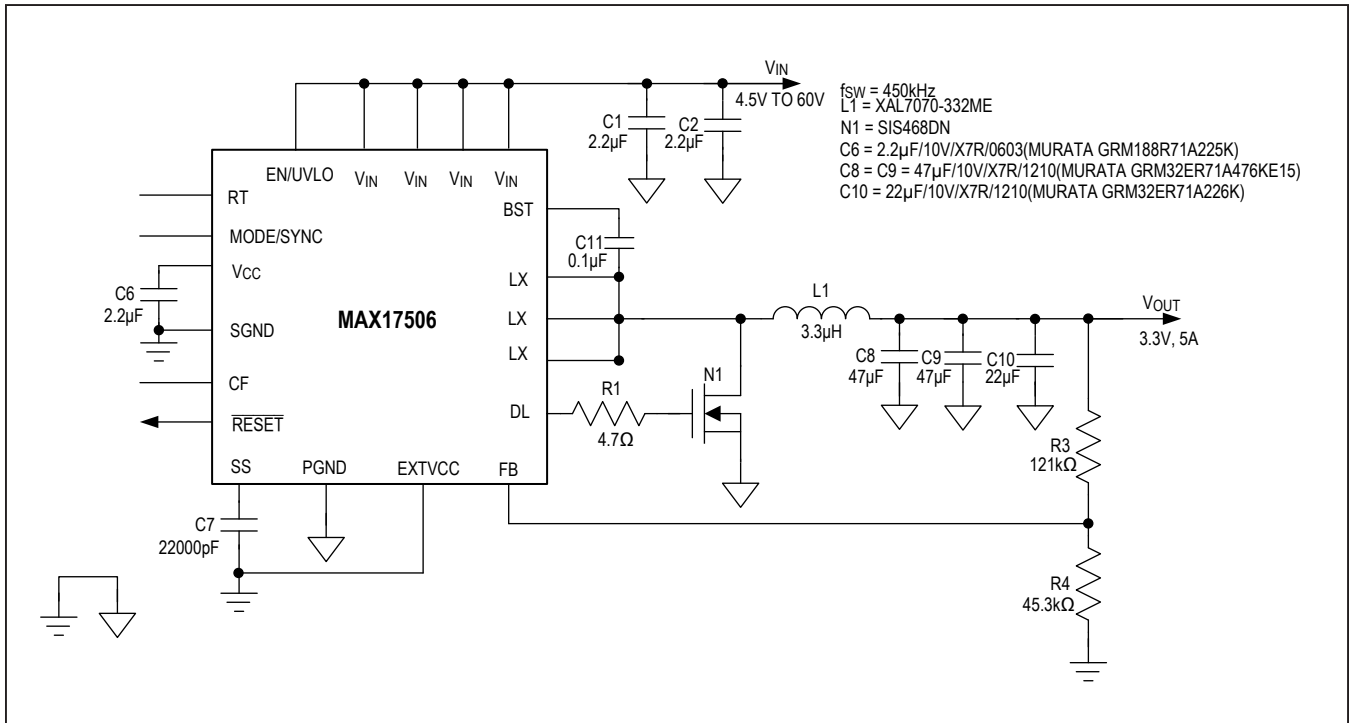 VIN
4.5V TO 60V
fSW = 450kHz
L1 = XAL7070-332ME
N1 = SIS468DN
C6 = 2.2µF/10V/X7R/0603(MURATA GRM188R71A225K)
C8 = C9 = 47µF/10V/X7R/1210(MURATA GRM32ER71A476KE15)
C10 = 22µF/10V/X7R/1210(MURATA GRM32ER71A226K)
C1
2.2µF
C2
2.2µF
EN/UVLO
VIN
VIN
VIN
VIN
RT
BST
MODE/SYNC
C11
0.1µF
VCC
LX
C6
2.2µF
MAX17506
SGND
LX
L1
3.3µH
VOUT
3.3V, 5A
LX
C8
47µF
C9
47µF
C10
22µF
CF
N1
R1
4.7Ω
DL
RESET
R3
121kΩ
SS
PGND
EXTVCC
FB
C7
22000pF
R4
45.3kΩ